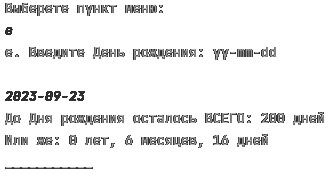 Выберете пункт меню:
e
e. Введите День рождения: yy-mm-dd
2023-09-23
До Дня рождения осталось ВСЕГО: 200 дней
Или же: 0 лет, 6 месяцев, 16 дней